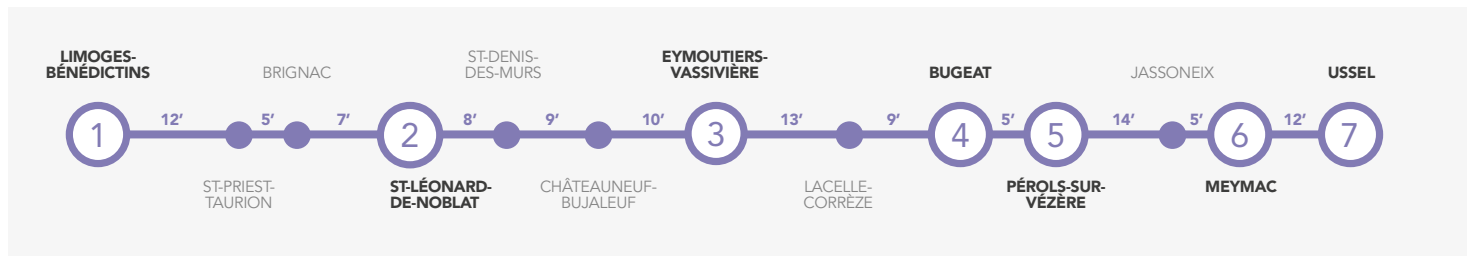 LIMOGES-
BÉNÉDICTINS
BRIGNAC
ST-DENIS-
DES-MURS
EYMOUTIERS-
VASSIVIÈRE
BUGEAT
JASSONEIX
USSEL
1 12’ 5’ 7’ 2 8’ 9’ 10’ 3 13’ 9’ 4 5’ 5 14’ 5’ 6 12’ 7
ST-PRIEST-
TAURION
ST-LÉONARD-
DE-NOBLAT
CHÂTEAUNEUF-
BUJALEUF
LACELLE-
CORRÈZE
PÉROLS-SUR-
VÉZÈRE
MEYMAC